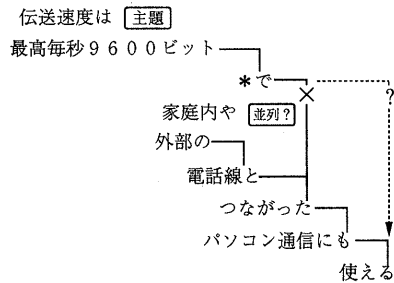 伝送速度は 主題
最高毎秒９６００ビット
＊で
×
?
家庭内や 並列？
外部の
電話線と
つながった
パソコン通信にも
使える